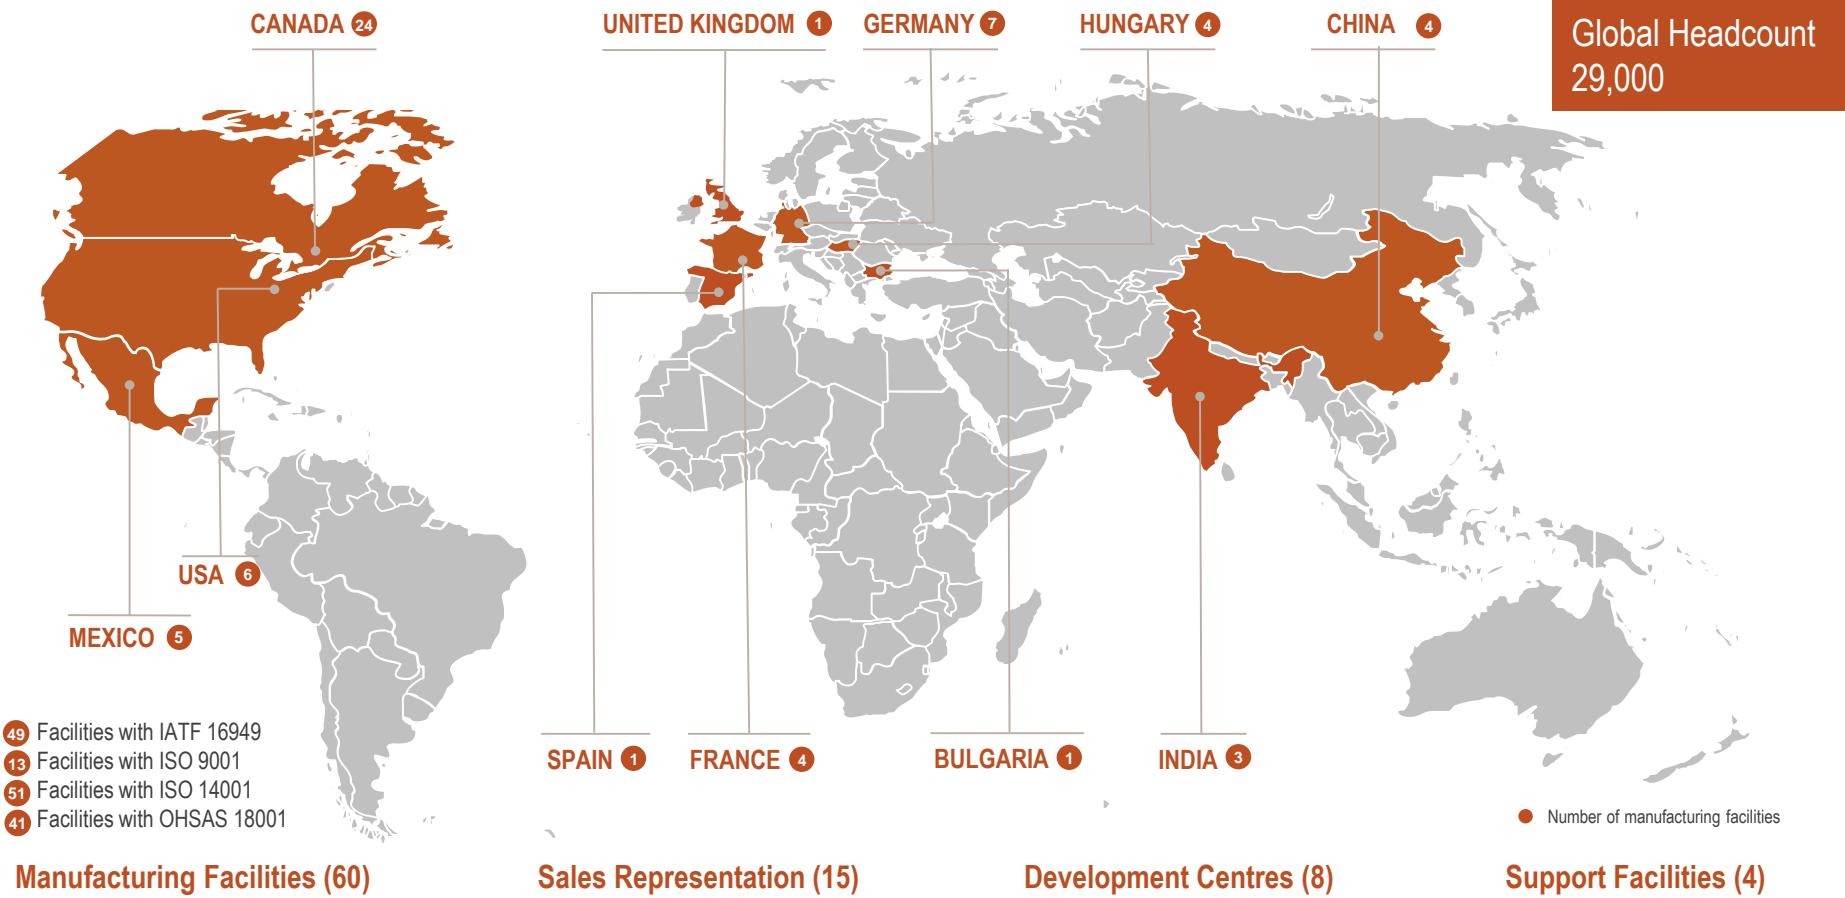 CANADA 24
UNITED KINGDOM 1
GERMANY 7
HUNGARY 4
CHINA 4
Global Headcount
29,000
USA 6
MEXICO 5
SPAIN 1
FRANCE 4
BULGARIA 1
INDIA 3
49 Facilities with IATF 16949
13 Facilities with ISO 9001
51 Facilities with ISO 14001
41 Facilities with OHSAS 18001
Number of manufacturing facilities
Manufacturing Facilities (60)
Sales Representation (15)
Development Centres (8)
Support Facilities (4)